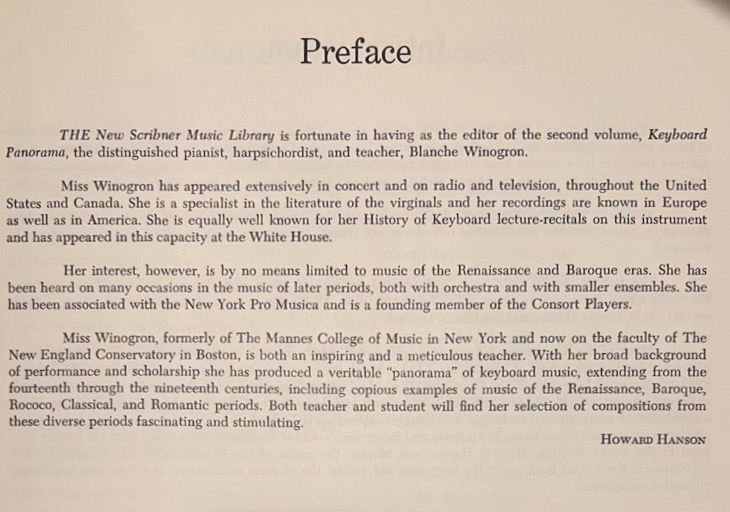 Preface
THE New Scribner Music Library is fortunate in having as the editor of the second volume, Keyboard
Panorama, the distinguished pianist, harpsichordist, and teacher, Blanche Winogron.
Miss Winogron has appeared extensively in concert and on radio and television, throughout the United
States and Canada. She is a specialist in the literature of the virginals and her recordings are known in Europe
as well as in America. She is equally well known for her History of Keyboard lecture-recitals on this instrument
and has appeared in this capacity at the White House.
Her interest, however, is by no means limited to music of the Renaissance and Baroque eras. She has
been heard on many occasions in the music of later periods, both with orchestra and with smaller ensembles. She
has been associated with the New York Pro Musica and is a founding member of the Consort Players.
Miss Winogron, formerly of The Mannes College of Music in New York and now on the faculty of The
New England Conservatory in Boston, is both an inspiring and a meticulous teacher. With her broad background
of performance and scholarship she has produced a veritable "panorama" of keyboard music, extending from the
fourteenth through the nineteenth centuries, including copious examples of music of the Renaissance, Baroque,
Rococo, Classical, and Romantic periods. Both teacher and student will find her selection of compositions from
these diverse periods fascinating and stimulating.
HOWARD HANSON